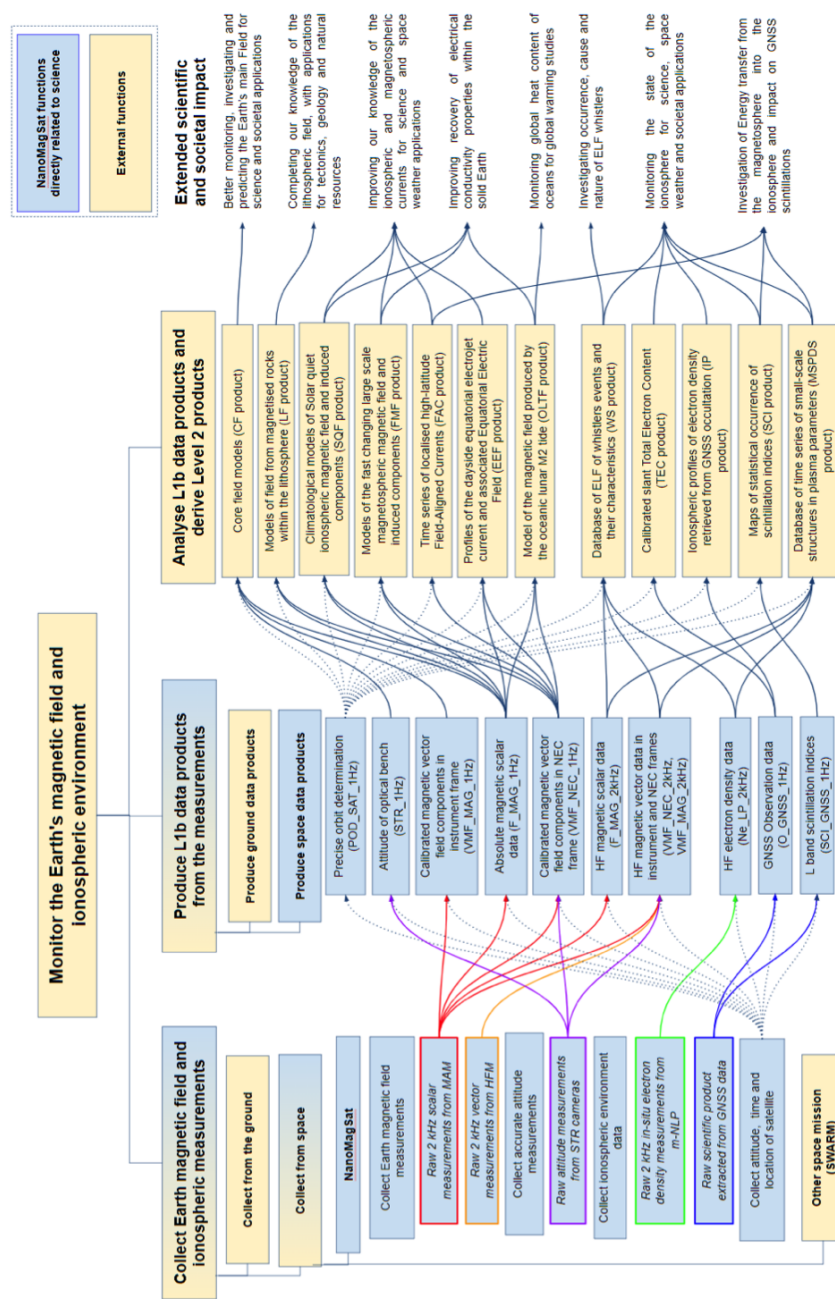 Monitor the Earth's magnetic field and
ionospheric environment
NanoMagSat functions
directly related to science
External functions
Collect Earth magnetic field and
ionospheric measurements
Collect from the ground
Collect from space
NanoMagSat
Collect Earth magnetic field
measurements
Raw 2 kHz scalar
measurements from MAM
Raw 2 kHz vector
measurements from HFM
Collect accurate attitude
measurements
Raw attitude measurements
from STR cameras
Collect ionospheric environment
data
Raw 2 kHz in-situ electron
density measurements from
m-NLP
Raw scientific product
extracted from GNSS data
Collect attitude, time and
location of satellite
Other space mission
(SWARM)
Produce L1b data products
from the measurements
Produce ground data products
Produce space data products
Precise orbit determination
(POD_SAT_1Hz)
Attitude of optical bench
(STR_1Hz)
Calibrated magnetic vector
field components in
instrument frame
(VMF_MAG_1Hz)
Absolute magnetic scalar
data (F_MAG_1Hz)
Calibrated magnetic vector
field components in NEC
frame (VMF_NEC_1Hz)
HF magnetic scalar data
(F_MAG_2kHz)
HF magnetic vector data in
instrument and NEC frames
(VMF_NEC_2kHz,
VMF_MAG_2kHz)
HF electron density data
(Ne_LP_2kHz)
GNSS Observation data
(O_GNSS_1Hz)
L band scintillation indices
(SCI_GNSS_1Hz)
Analyse L1b data products and
derive Level 2 products
Core field models (CF product)
Models of field from magnetised rocks
within the lithosphere (LF product)
Climatological models of Solar quiet
ionospheric magnetic field and induced
components (SQF product)
Models of the fast changing large scale
magnetospheric magnetic field and
induced components (FMF product)
Time series of localised high-latitude
Field-Aligned Currents (FAC product)
Profiles of the dayside equatorial electrojet
current and associated Equatorial Electric
Field (EEF product)
Model of the magnetic field produced by
the oceanic lunar M2 tide (OLTF product)
Database of ELF of whistlers events and
their characteristics (WS product)
Calibrated slant Total Electron Content
(TEC product)
Ionospheric profiles of electron density
retrieved from GNSS occultation (IP
product)
Maps of statistical occurrence of
scintillation indices (SCI product)
Database of time series of small-scale
structures in plasma parameters (MSPDS
product)
Extended scientific
and societal impact
Better monitoring, investigating and
predicting the Earth's main Field for
science and societal applications
Completing our knowledge of the
lithospheric field, with applications
for tectonics, geology and natural
resources
Improving our knowledge of the
ionospheric and magnetospheric
currents for science and space
weather applications
Improving recovery of electrical
conductivity properties within the
solid Earth
Monitoring global heat content of
oceans for global warming studies
Investigating occurrence, cause and
nature of ELF whistlers
Monitoring the state of the
ionosphere for science, space
weather and societal applications
Investigation of Energy transfer from
the magnetosphere into the
ionosphere and impact on GNSS
scintillations